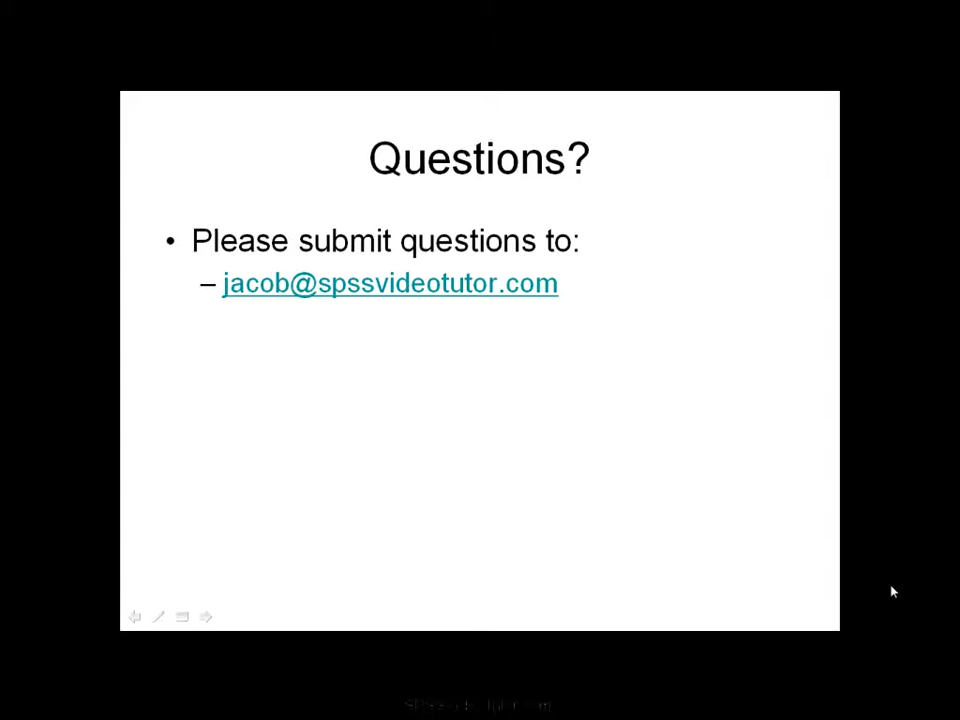 Questions?
• Please submit questions to:
– jacob@spssvideotutor.com